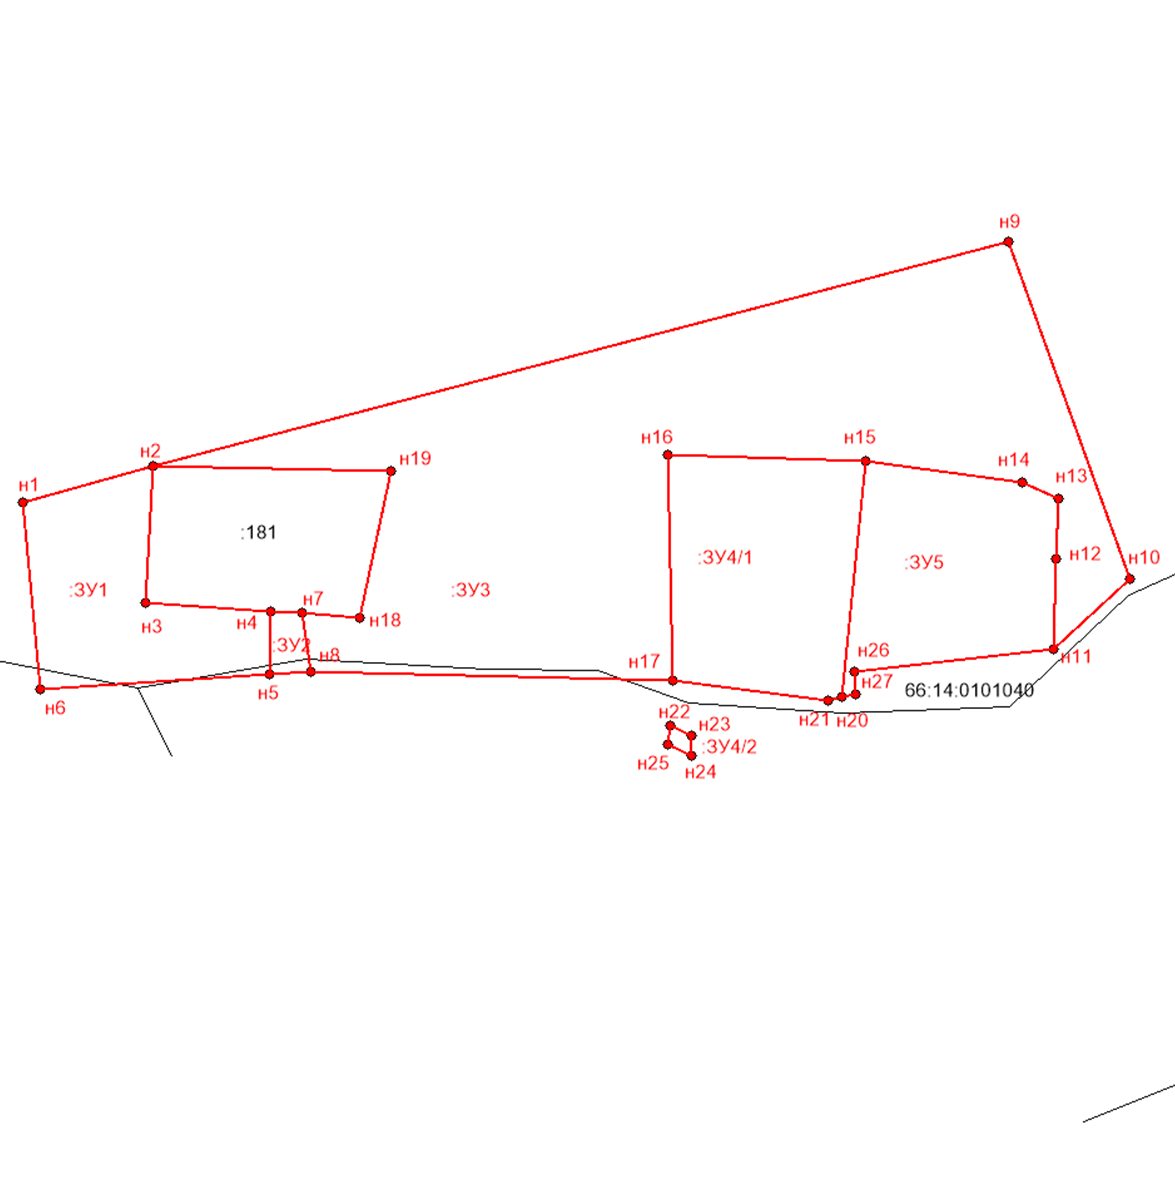 н9
н16
н15
н2
н19
н14
н13
н1
:181
:ЗУ4/1
:ЗУ5
н12
н10
:ЗУ1
:ЗУ3
н7
н3
н4
н18
:ЗУ2
н8
н26
н11
н17
н27
н5
66:14:0101040
н6
н22
н21
н20
н23
:ЗУ4/2
н25
н24